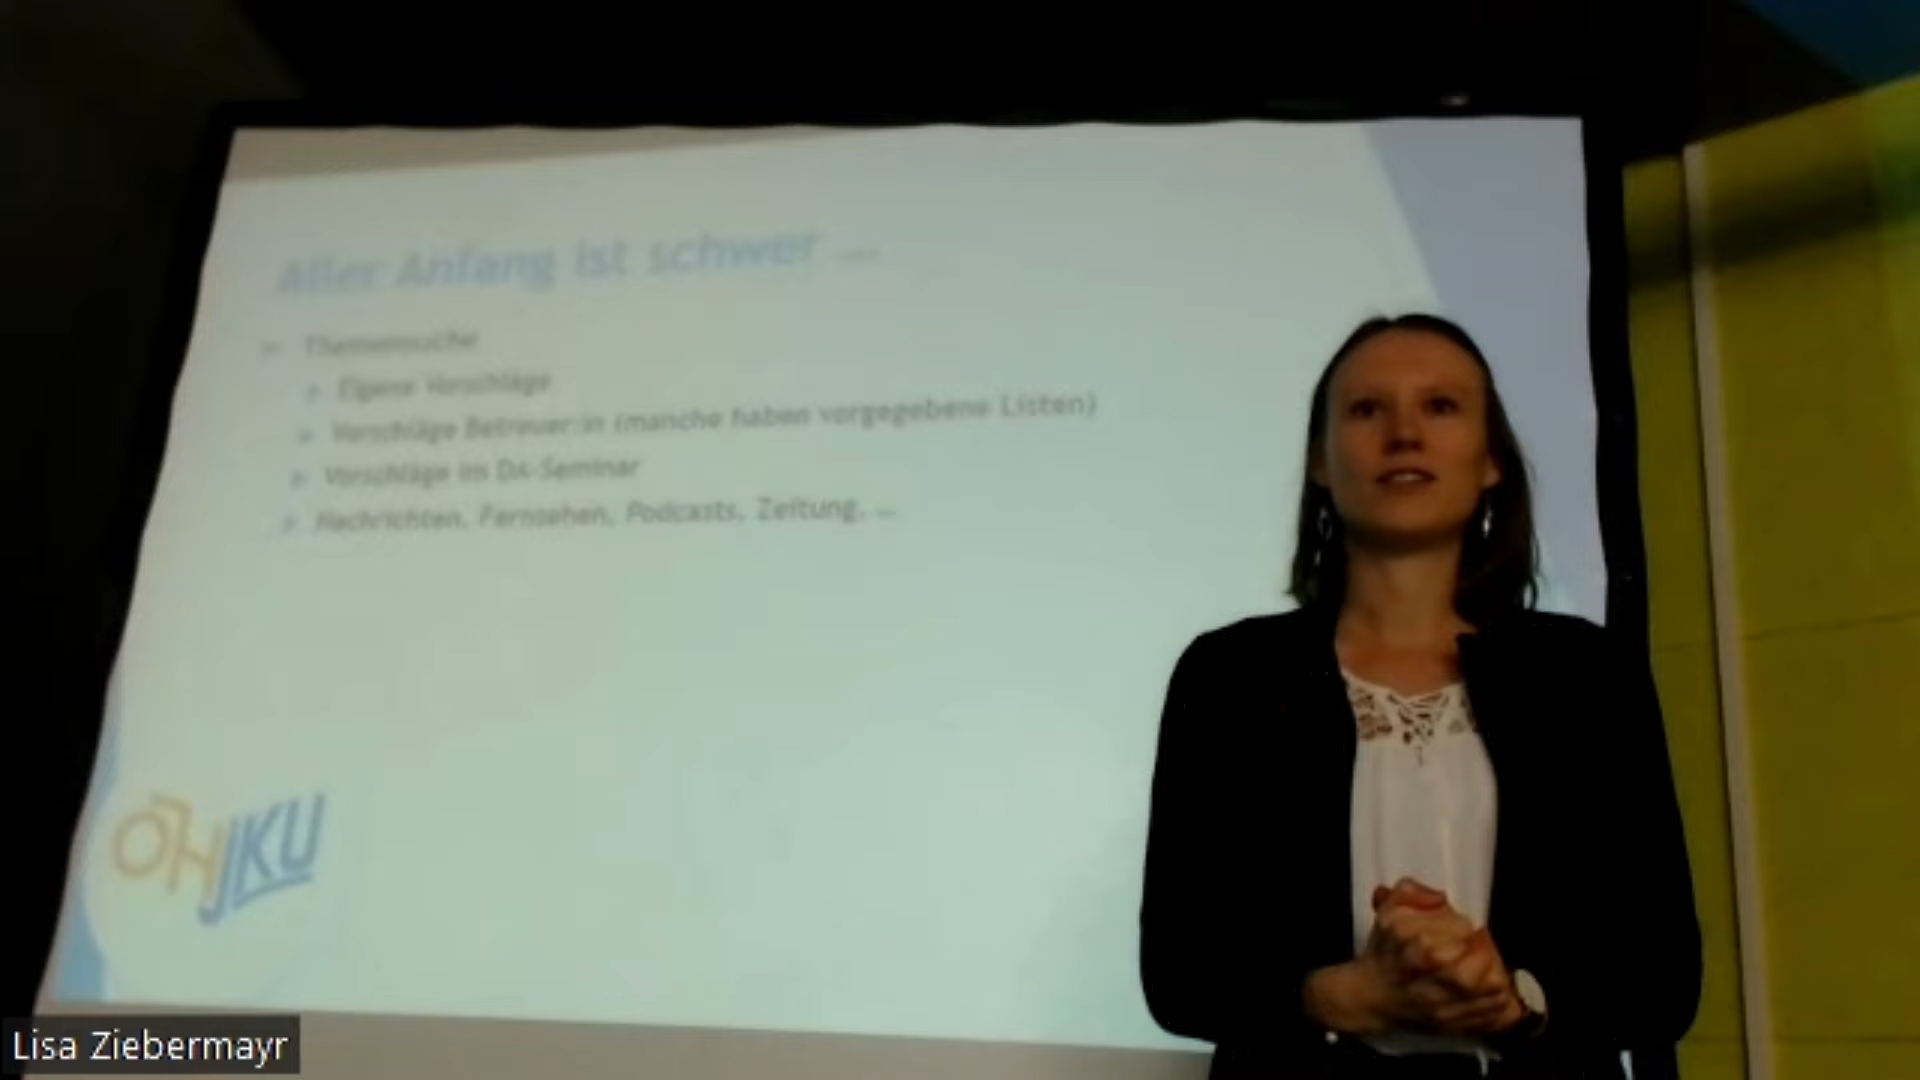 Aller Anfang ist schwer ...
Themensuche
Eigene Vorschläge
Vorschläge Betreuer:in (manche haben vorgegebene Listen)
Vorschläge im DA-Seminar
Nachrichten, Fernsehen, Podcasts, Zeitung, ...
ÖH JKU
Lisa Ziebermayr